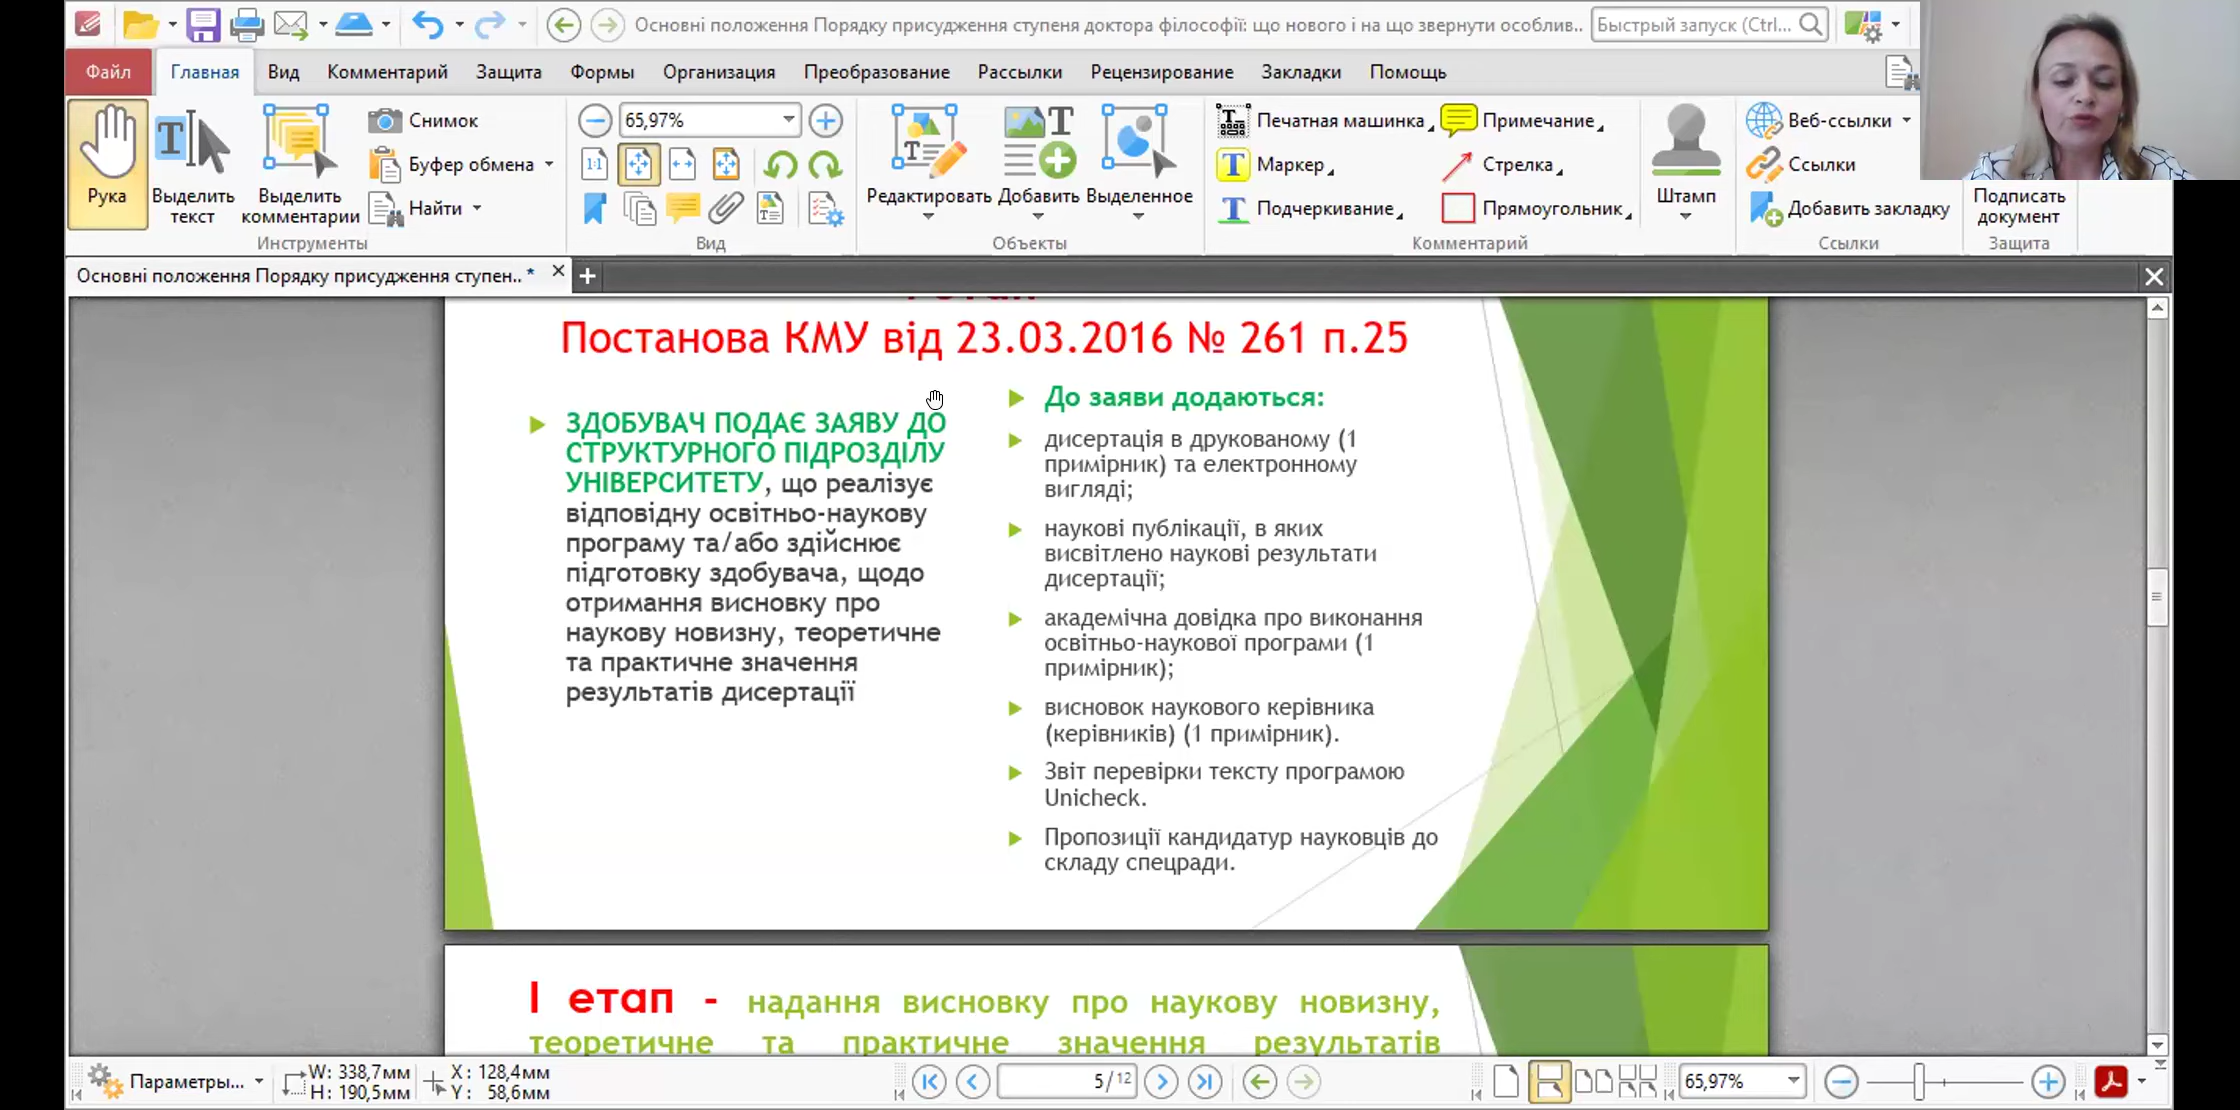 Основні положення Порядку присудження ступеня доктора філософії: що нового і на що звернути особлив..
Быстрый запуск (Ctrl...
Файл Главная Вид Комментарий Защита Формы Организация Преобразование Рассылки Рецензирование Закладки Помощь
Рука
Выделить текст
Выделить комментарии
Снимок
Буфер обмена
Найти
Инструменты
65,97%
1:1
Вид
Редактировать
Добавить
Выделенное
Объекты
Печатная машинка
Маркер
Подчеркивание
Примечание
Стрелка
Прямоугольник
Штамп
Комментарий
Веб-ссылки
Ссылки
Добавить закладку
Ссылки
Подписать документ
Защита
Основні положення Порядку присудження ступен.. *
Постанова КМУ від 23.03.2016 № 261 п.25
ЗДОБУВАЧ ПОДАЄ ЗАЯВУ ДО
СТРУКТУРНОГО ПІДРОЗДІЛУ
УНІВЕРСИТЕТУ, що реалізує
відповідну освітньо-наукову
програму та/або здійснює
підготовку здобувача, щодо
отримання висновку про
наукову новизну, теоретичне
та практичне значення
результатів дисертації
До заяви додаються:
дисертація в друкованому (1
примірник) та електронному
вигляді;
наукові публікації, в яких
висвітлено наукові результати
дисертації;
академічна довідка про виконання
освітньо-наукової програми (1
примірник);
висновок наукового керівника
(керівників) (1 примірник).
Звіт перевірки тексту програмою
Unicheck.
Пропозиції кандидатур науковців до
складу спецради.
І етап - надання висновку про наукову новизну,
теоретичне та практичне значення результатів
Параметры...
W: 338,7мм
H: 190,5мм
X: 128,4мм
Y: 58,6мм
5/12
65,97%